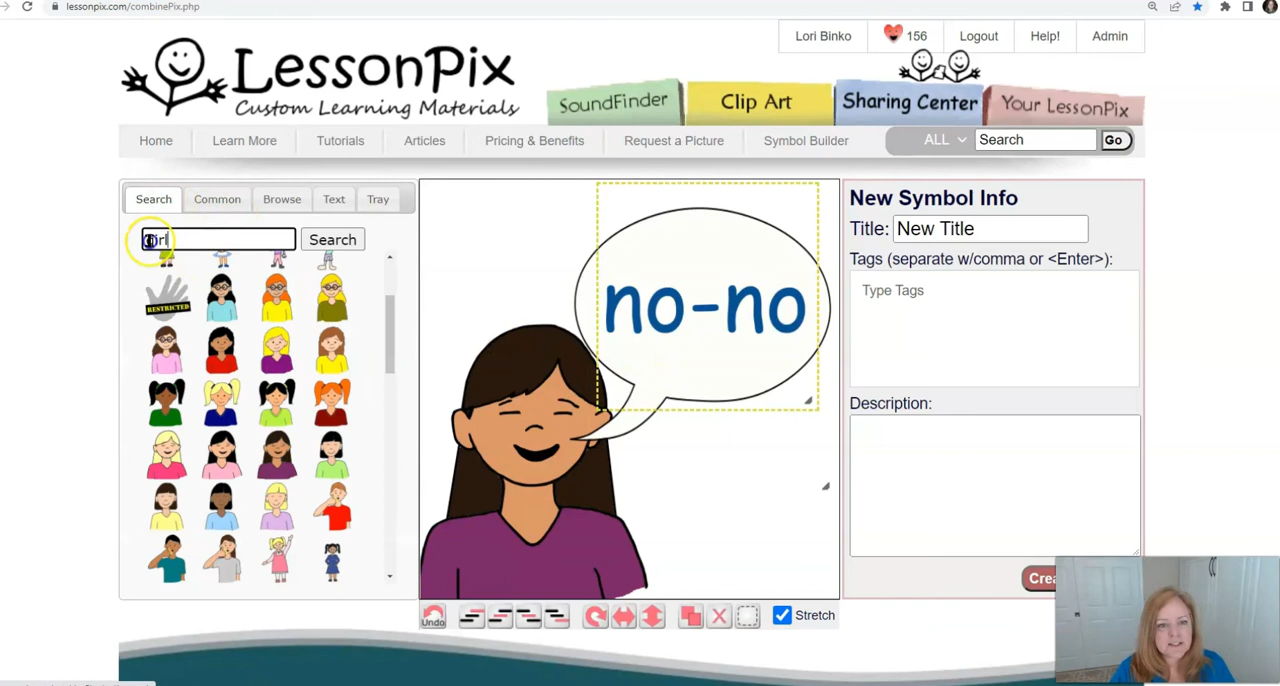 lessonpix.com/combinePix.php
Lori Binko
156
Logout
Help!
Admin
LessonPix
Custom Learning Materials
SoundFinder
Clip Art
Sharing Center
Your LessonPix
Home
Learn More
Tutorials
Articles
Pricing & Benefits
Request a Picture
Symbol Builder
ALL
Search
Go
Search
Common
Browse
Text
Tray
Girl
Search
RESTRICTED
no-no
New Symbol Info
Title: New Title
Tags (separate w/comma or <Enter>):
Type Tags
Description:
Undo
Stretch